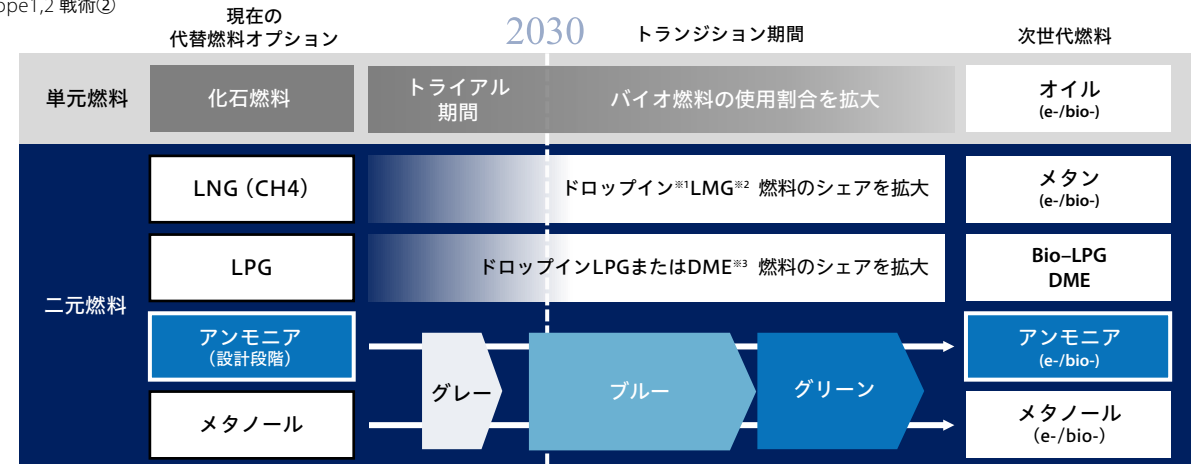 ope1,2 戦術②
現在の
代替燃料オプション
2030
トランジション期間
次世代燃料
単元燃料
化石燃料
トライアル
期間
バイオ燃料の使用割合を拡大
オイル
(e-/bio-)
二元燃料
LNG（CH4）
ドロップイン※1LMG※2 燃料のシェアを拡大
メタン
(e-/bio-)
LPG
ドロップインLPGまたはDME※3 燃料のシェアを拡大
Bio–LPG
DME
アンモニア
（設計段階）
グレー
ブルー
グリーン
アンモニア
(e-/bio-)
メタノール
メタノール
（e-/bio-）